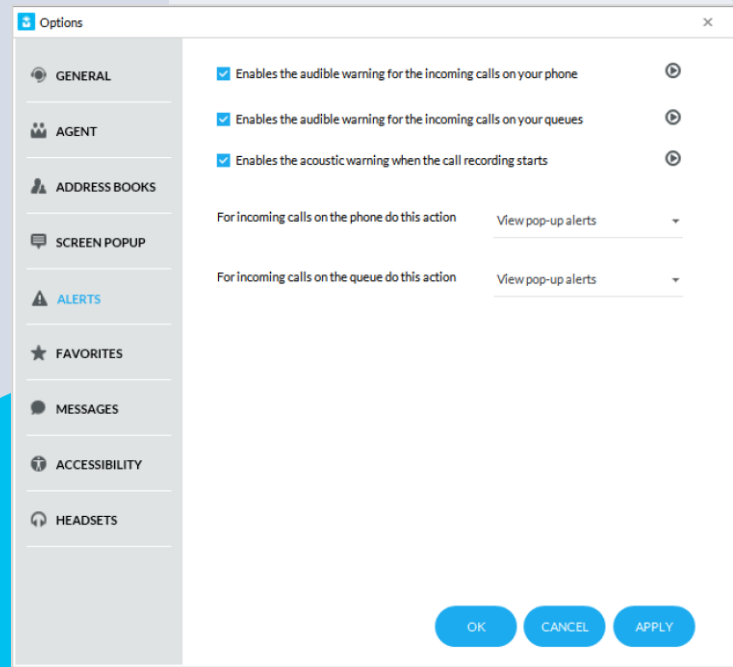 Options
GENERAL
AGENT
ADDRESS BOOKS
SCREEN POPUP
ALERTS
FAVORITES
MESSAGES
ACCESSIBILITY
HEADSETS
Enables the audible warning for the incoming calls on your phone
Enables the audible warning for the incoming calls on your queues
Enables the acoustic warning when the call recording starts
For incoming calls on the phone do this action View pop-up alerts
For incoming calls on the queue do this action View pop-up alerts
OK CANCEL APPLY